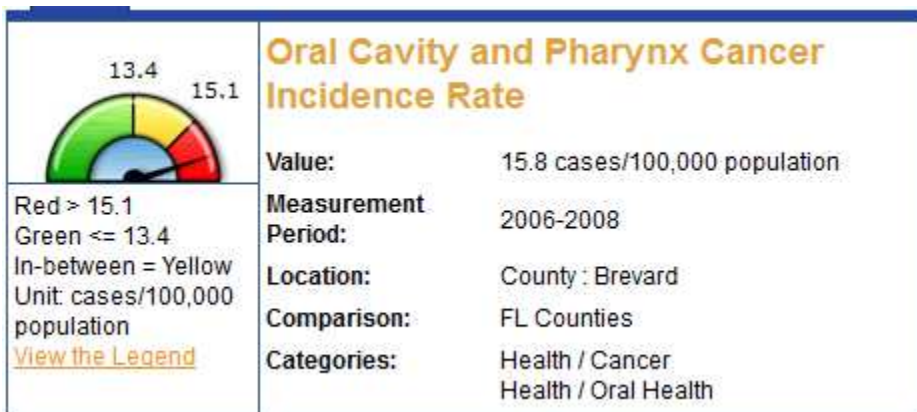 13.4
15.1
Red > 15.1
Green <= 13.4
In-between = Yellow
Unit: cases/100,000
population
View the Legend
Oral Cavity and Pharynx Cancer
Incidence Rate
Value: 15.8 cases/100,000 population
Measurement
Period: 2006-2008
Location: County : Brevard
Comparison: FL Counties
Categories: Health / Cancer
Health / Oral Health